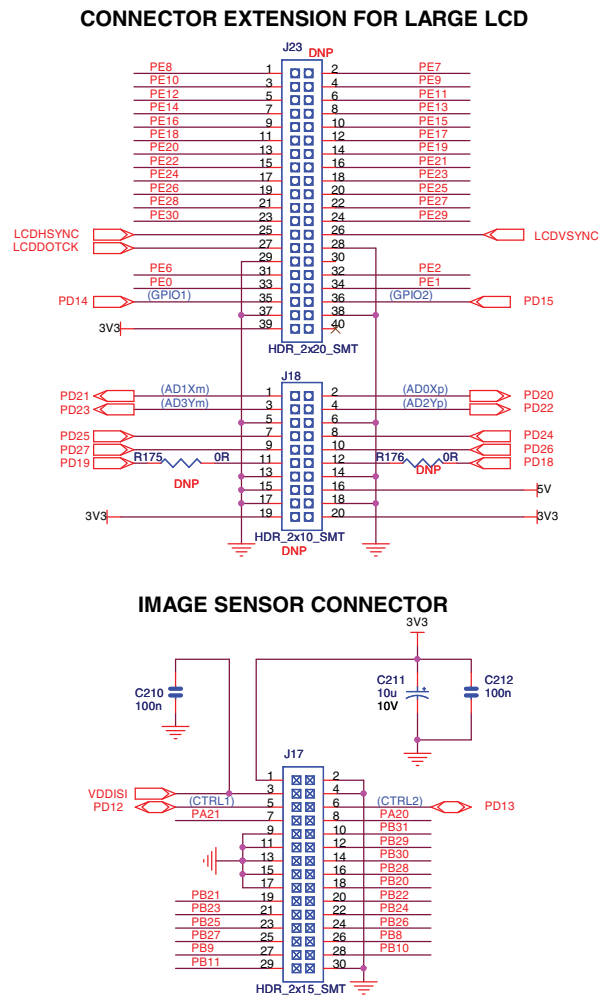 CONNECTOR EXTENSION FOR LARGE LCD
J23 DNP
PE8 1 2 PE7
PE10 3 4 PE9
PE12 5 6 PE11
PE14 7 8 PE13
PE16 9 10 PE15
PE18 11 12 PE17
PE20 13 14 PE19
PE22 15 16 PE21
PE24 17 18 PE23
PE26 19 20 PE25
PE28 21 22 PE27
PE30 23 24 PE29
LCDHSYNC 25 26 LCDVSYNC
LCDDOTCK 27 28
29 30
PE6 31 32 PE2
PE0 33 34 PE1
PD14 (GPIO1) 35 36 (GPIO2) PD15
37 38
3V3 39 40
HDR_2x20_SMT
J18
PD21 (AD1Xm) 1 2 (AD0Xp) PD20
PD23 (AD3Ym) 3 4 (AD2Yp) PD22
5 6
PD25 7 8 PD24
PD27 9 10 PD26
PD19 R175 0R 11 12 R176 0R PD18
DNP 13 14 DNP
15 16 5V
17 18
3V3 19 20 3V3
HDR_2x10_SMT
DNP
IMAGE SENSOR CONNECTOR
3V3
C210
100n
C211
10u
10V
C212
100n
J17
1 2
VDDISI 3 4
PD12 (CTRL1) 5 6 (CTRL2) PD13
PA21 7 8 PA20
9 10 PB31
11 12 PB29
13 14 PB30
15 16 PB28
17 18 PB20
PB21 19 20 PB22
PB23 21 22 PB24
PB25 23 24 PB26
PB27 25 26 PB8
PB9 27 28 PB10
PB11 29 30
HDR_2x15_SMT